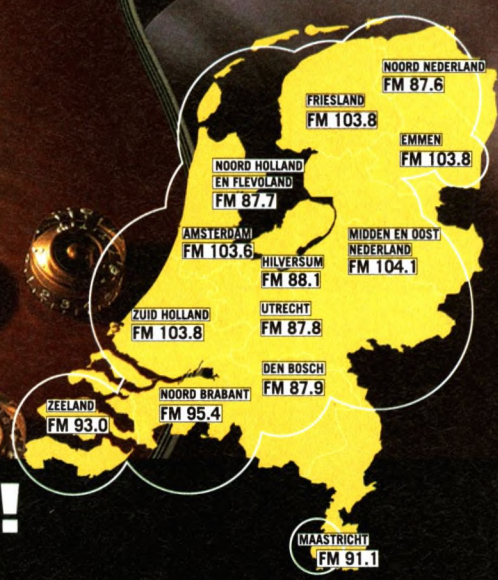 NOORD NEDERLAND
FM 87.6
FRIESLAND
FM 103.8
EMMEN
FM 103.8
NOORD HOLLAND
EN FLEVOLAND
FM 87.7
AMSTERDAM
FM 103.6
MIDDEN EN OOST
NEDERLAND
FM 104.1
HILVERSUM
FM 88.1
ZUID HOLLAND
FM 103.8
UTRECHT
FM 87.8
DEN BOSCH
FM 87.9
NOORD BRABANT
FM 95.4
ZEELAND
FM 93.0
!
MAASTRICHT
FM 91.1